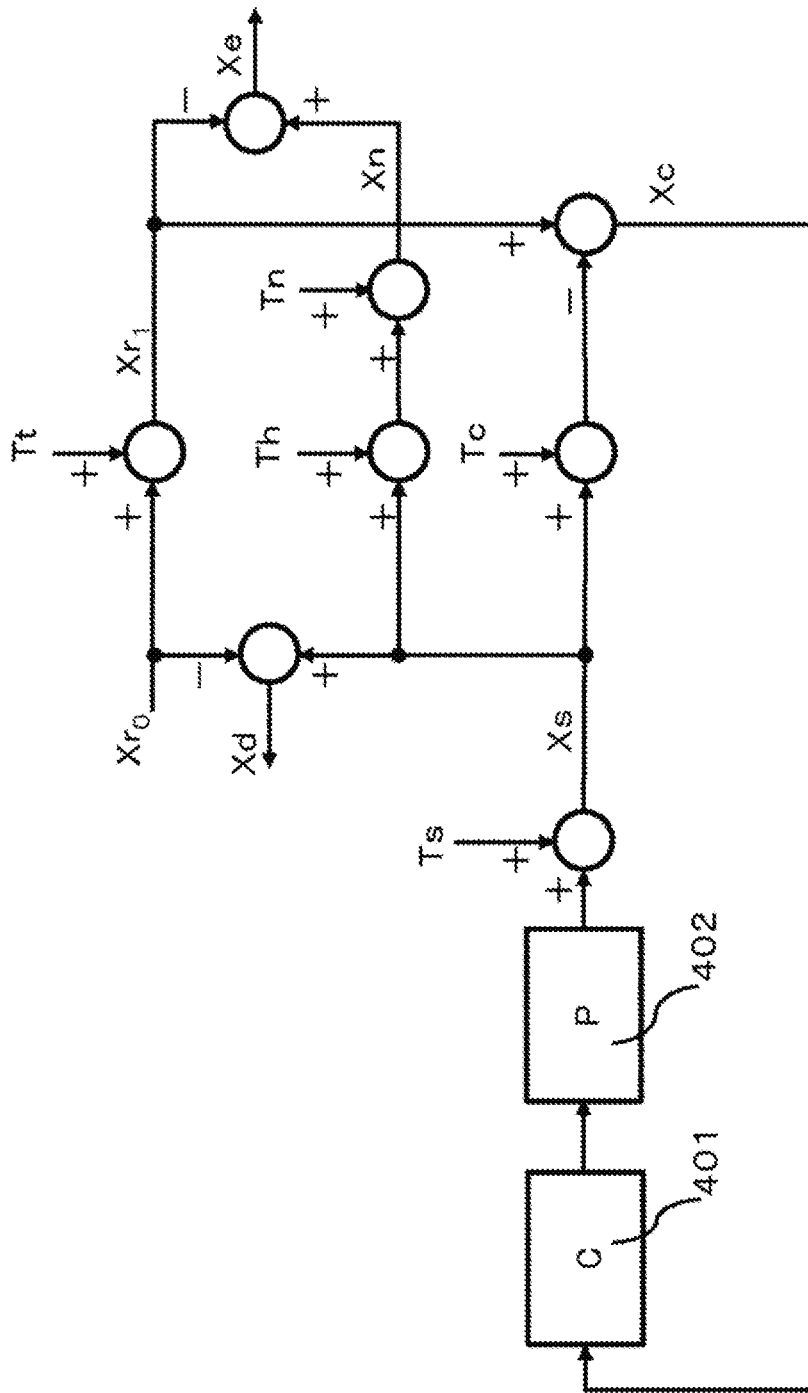 Tt
+
+
Xr₀
Xr₁
−
−
Xd
Xe
Th
Tn
+
+
+
+
+
+
Xn
Ts
Tc
+
+
+
+
+
−
Xs
C
P
Xc
401
402